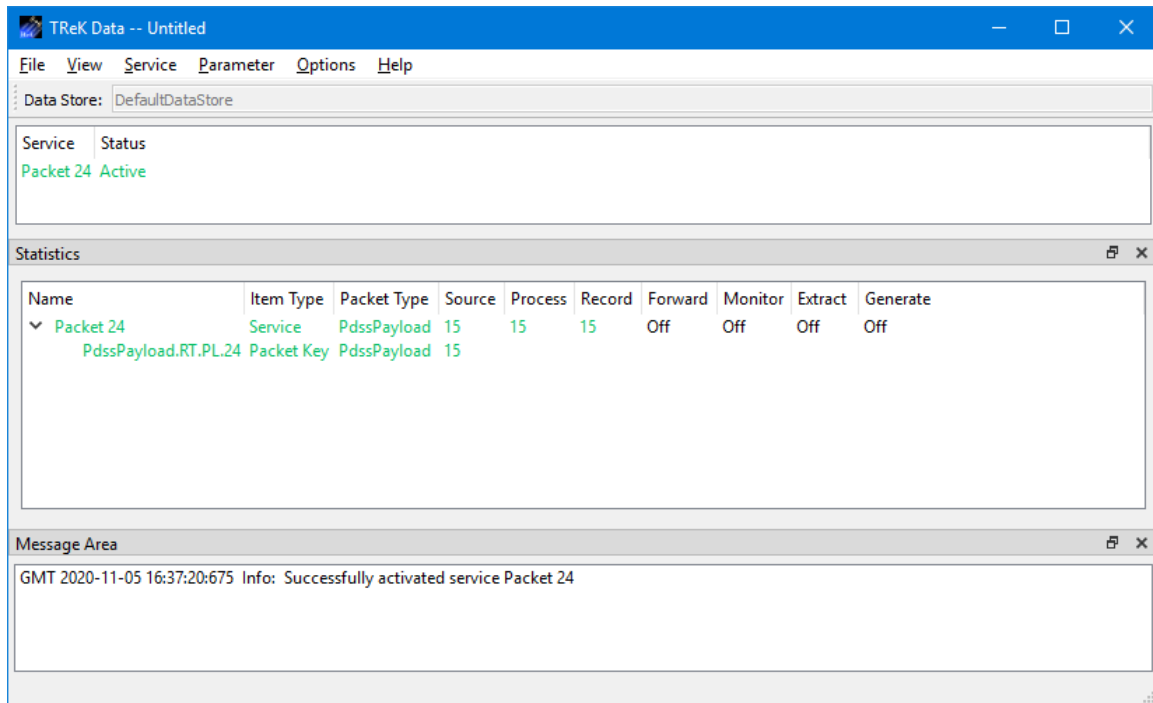 TReK Data -- Untitled
File View Service Parameter Options Help
Data Store: DefaultDataStore
Service Status
Packet 24 Active
Statistics
Name Item Type Packet Type Source Process Record Forward Monitor Extract Generate
Packet 24 Service PdssPayload 15 15 15 Off Off Off Off
PdssPayload.RT.PL.24 Packet Key PdssPayload 15
Message Area
GMT 2020-11-05 16:37:20:675 Info: Successfully activated service Packet 24